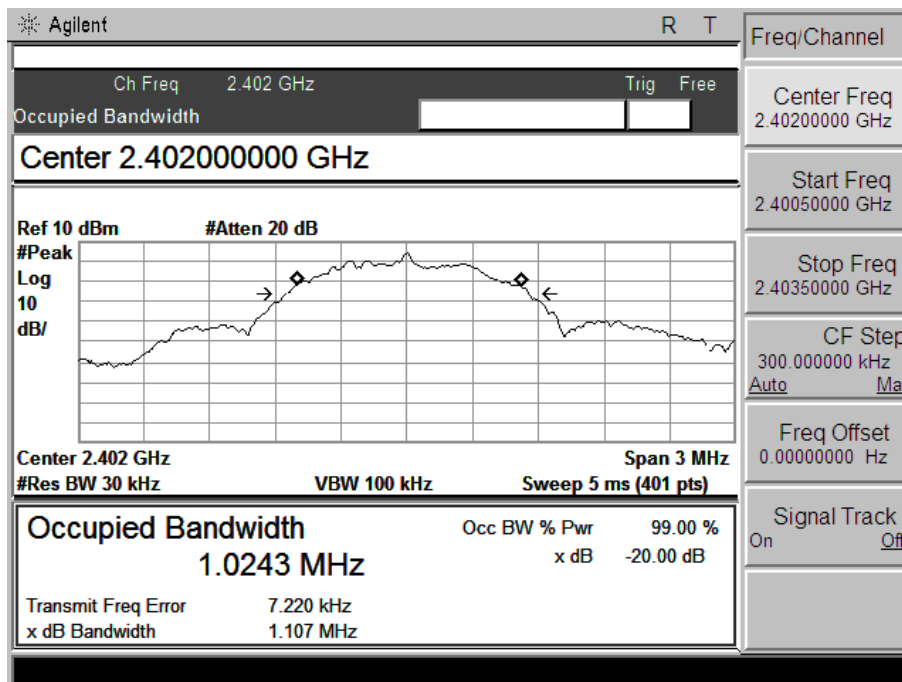 Agilent R T
Ch Freq 2.402 GHz Trig Free
Occupied Bandwidth
Center 2.402000000 GHz
Ref 10 dBm #Atten 20 dB
#Peak
Log
10
dB/
Center 2.402 GHz Span 3 MHz
#Res BW 30 kHz VBW 100 kHz Sweep 5 ms (401 pts)
Occupied Bandwidth Occ BW % Pwr 99.00 %
1.0243 MHz x dB -20.00 dB
Transmit Freq Error 7.220 kHz
x dB Bandwidth 1.107 MHz
Freq/Channel
Center Freq
2.40200000 GHz
Start Freq
2.40050000 GHz
Stop Freq
2.40350000 GHz
CF Step
300.000000 kHz
Auto Ma
Freq Offset
0.00000000 Hz
Signal Track
On Off